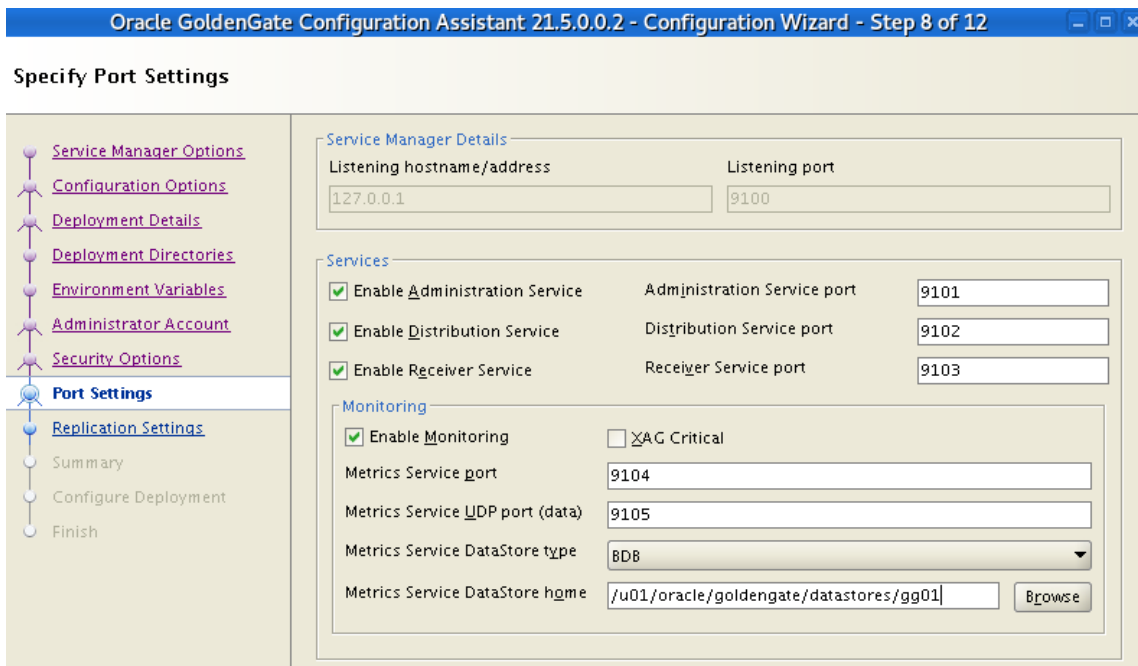 Oracle GoldenGate Configuration Assistant 21.5.0.0.2 - Configuration Wizard - Step 8 of 12
Specify Port Settings
Service Manager Options
Configuration Options
Deployment Details
Deployment Directories
Environment Variables
Administrator Account
Security Options
Port Settings
Replication Settings
Summary
Configure Deployment
Finish
Service Manager Details
Listening hostname/address Listening port
127.0.0.1 9100
Services
Enable Administration Service Administration Service port 9101
Enable Distribution Service Distribution Service port 9102
Enable Receiver Service Receiver Service port 9103
Monitoring
Enable Monitoring XAG Critical
Metrics Service port 9104
Metrics Service UDP port (data) 9105
Metrics Service DataStore type BDB
Metrics Service DataStore home /u01/oracle/goldengate/datastores/gg01 Browse